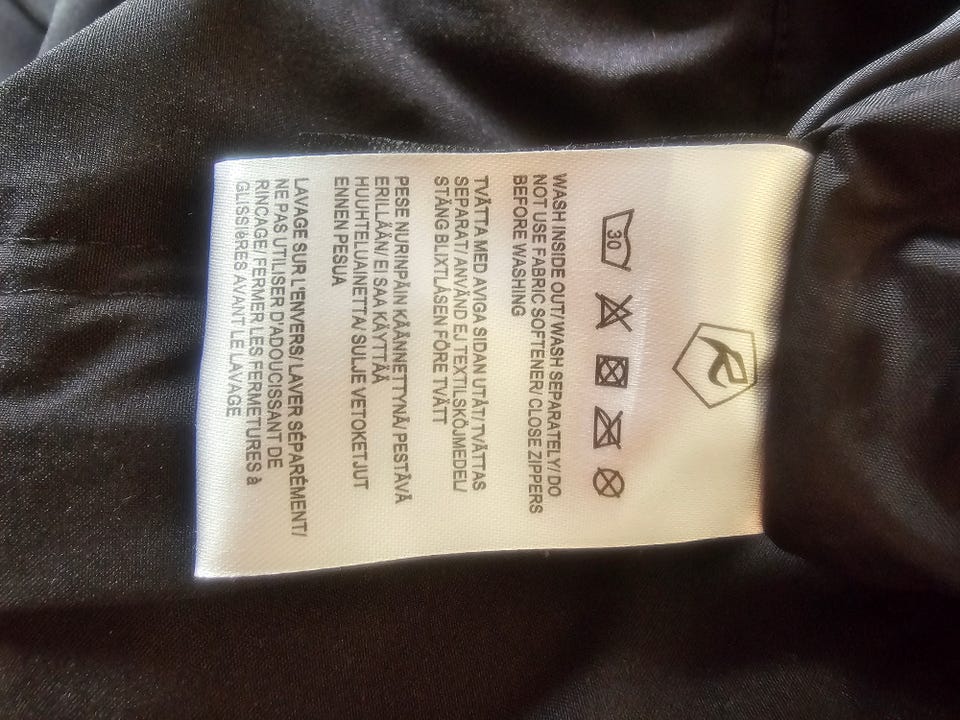 30
WASH INSIDE OUT/ WASH SEPARATELY/ DO
NOT USE FABRIC SOFTENER/ CLOSE ZIPPERS
BEFORE WASHING
TVÄTTA MED AVIGA SIDAN UTÅT/ TVÄTTAS
SEPARAT/ ANVÄND EJ TEXTILSKÖJMEDEL/
STÄNG BLIXTLÅSEN FÖRE TVÄTT
PESE NURINPÄIN KÄÄNNETTYNÄ/ PESTÄVÄ
ERILLÄÄN/ EI SAA KÄYTTÄÄ
HUUHTELUAINETTA/ SULJE VETOKETJUT
ENNEN PESUA
LAVAGE SUR L'ENVERS/ LAVER SÉPARÉMENT/
NE PAS UTILISER D'ADOUCISSANT DE
RINCAGE/ FERMER LES FERMETURES à
GLISSIèRES AVANT LE LAVAGE